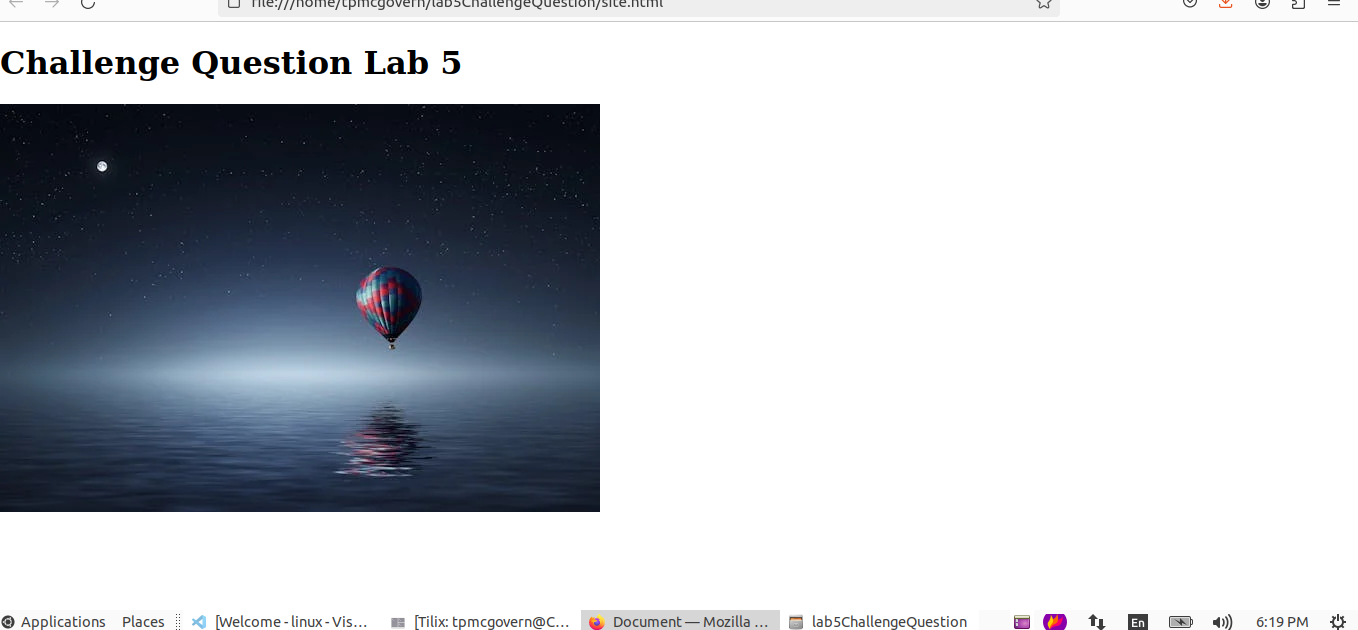 file:///home/tpmcgovern/lab5ChallengeQuestion/site.html
Challenge Question Lab 5
Applications Places [Welcome - linux - Vis… [Tilix: tpmcgovern@C… Document — Mozilla … lab5ChallengeQuestion En 6:19 PM